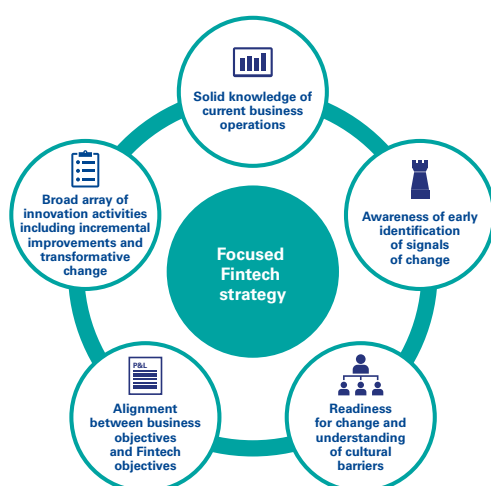 Solid knowledge of
current business
operations
Awareness of early
identification
of signals
of change
Readiness
for change and
understanding
of cultural
barriers
P&L
Alignment
between business
objectives
and Fintech
objectives
Broad array of
innovation activities
including incremental
improvements and
transformative
change
Focused
Fintech
strategy